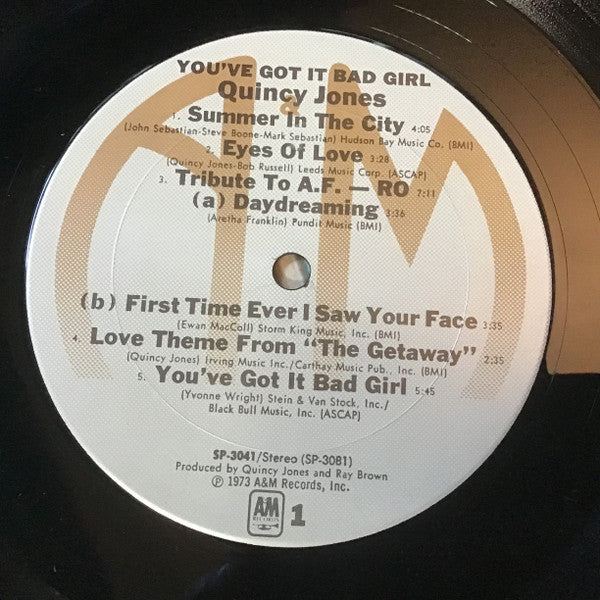 YOU'VE GOT IT BAD GIRL
Quincy Jones
1. Summer In The City 4:05
(John Sebastian-Steve Boone-Mark Sebastian) Hudson Bay Music Co. (BMI)
2. Eyes Of Love 3:28
(Quincy Jones-Bob Russell) Leeds Music Corp. (ASCAP)
3. Tribute To A.F. — RO 7:11
(a) Daydreaming 3:36
(Aretha Franklin) Pundit Music (BMI)
(b) First Time Ever I Saw Your Face 3:35
(Ewan MacColl) Storm King Music, Inc. (BMI)
4. Love Theme From "The Getaway" 2:35
(Quincy Jones) Irving Music Inc./Carthay Music Pub., Inc. (BMI)
5. You've Got It Bad Girl 5:45
(Yvonne Wright) Stein & Van Stock, Inc./
Black Bull Music, Inc. (ASCAP)
SP-3041/Stereo (SP-3081)
Produced by Quincy Jones and Ray Brown
℗ 1973 A&M Records, Inc.
A&M
RECORDS
1